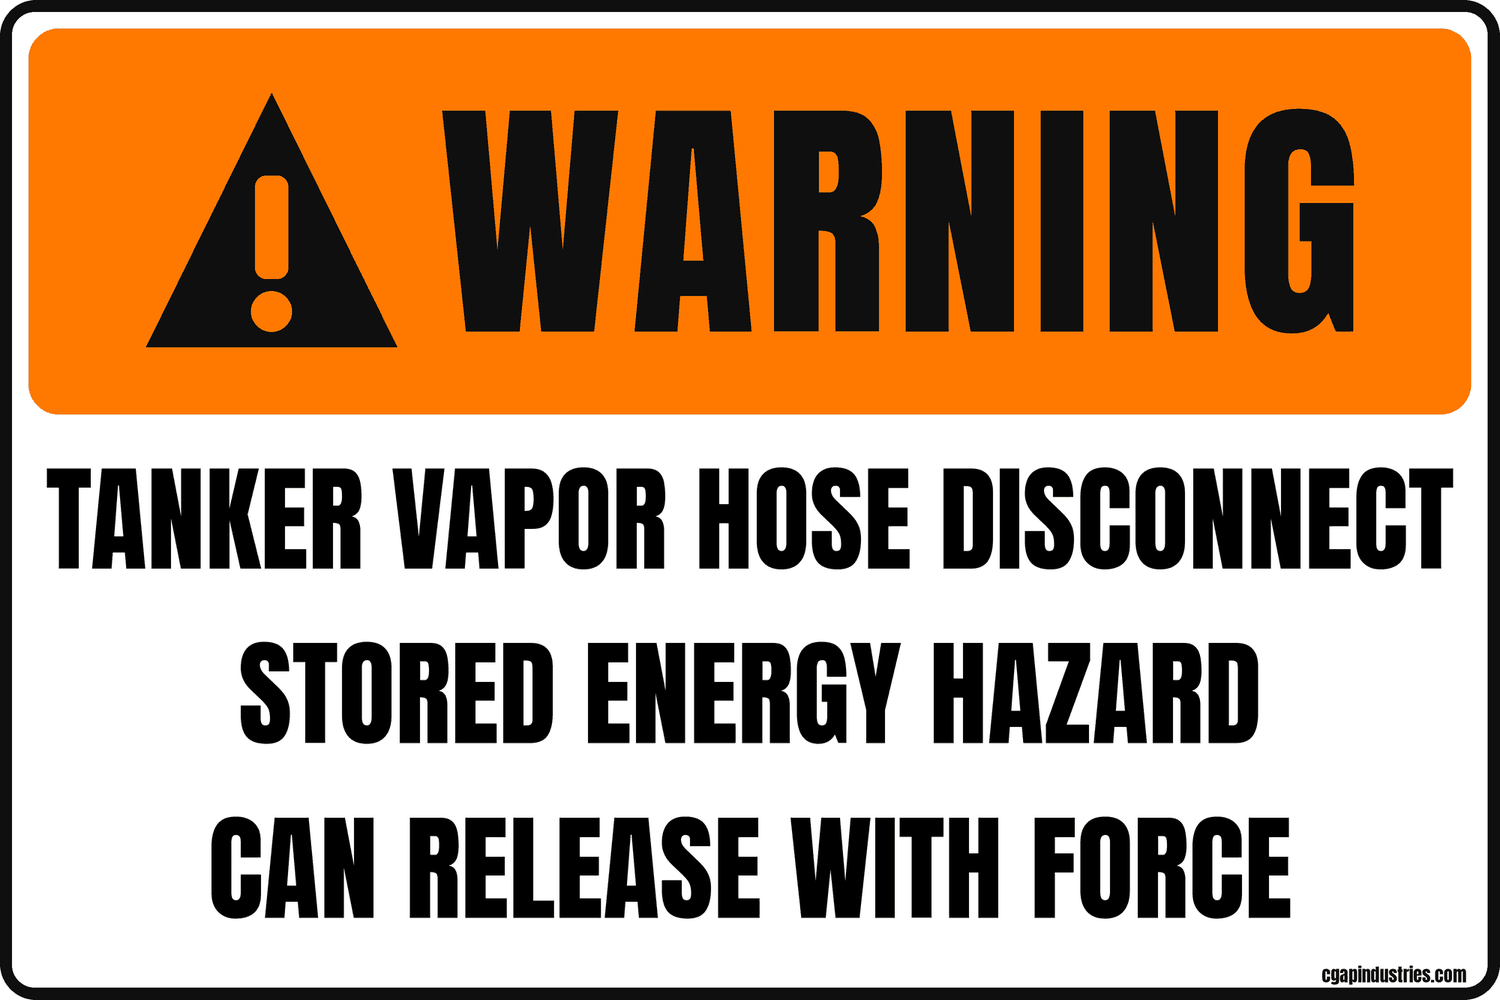 WARNING
TANKER VAPOR HOSE DISCONNECT
STORED ENERGY HAZARD
CAN RELEASE WITH FORCE
cgapindustries.com